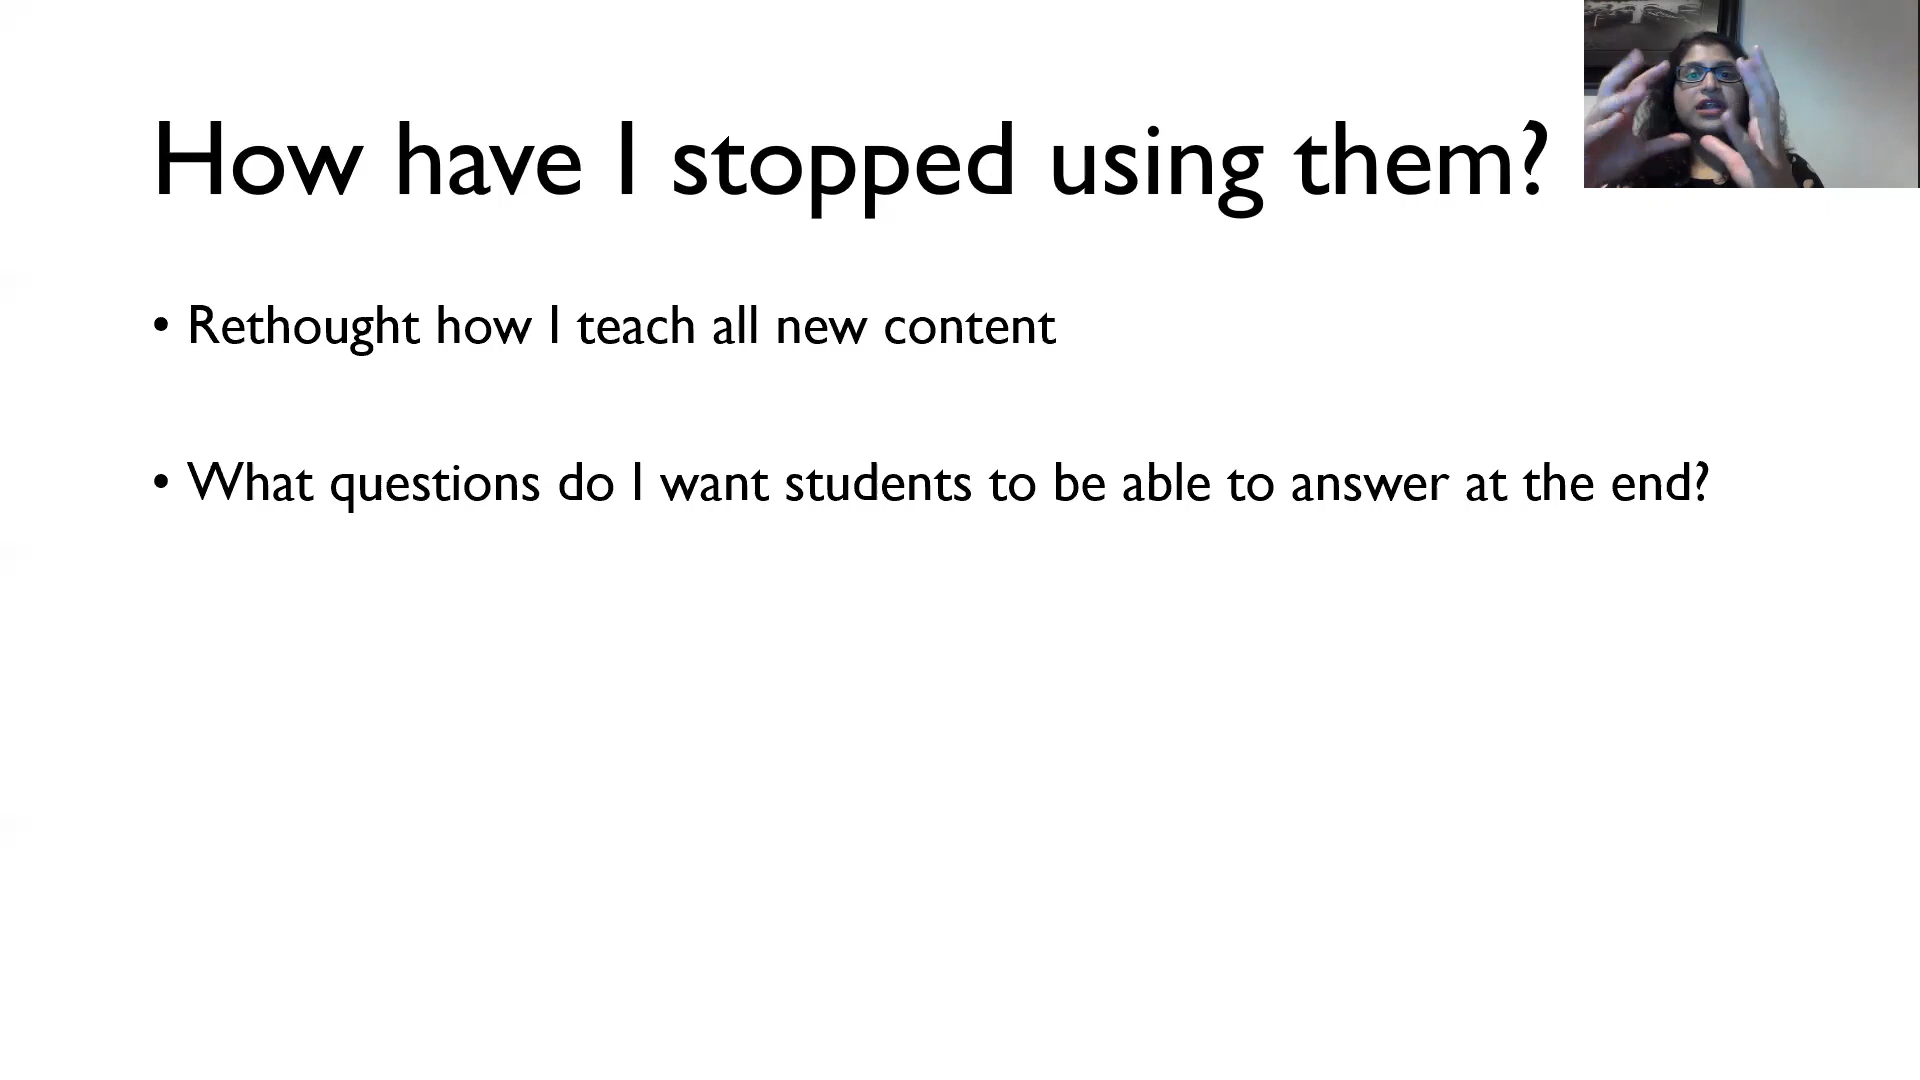 How have I stopped using them?
• Rethought how I teach all new content
• What questions do I want students to be able to answer at the end?